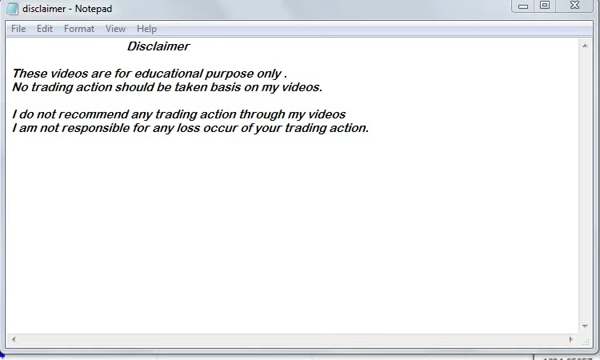 disclaimer - Notepad
File Edit Format View Help
Disclaimer
These videos are for educational purpose only .
No trading action should be taken basis on my videos.
I do not recommend any trading action through my videos
I am not responsible for any loss occur of your trading action.